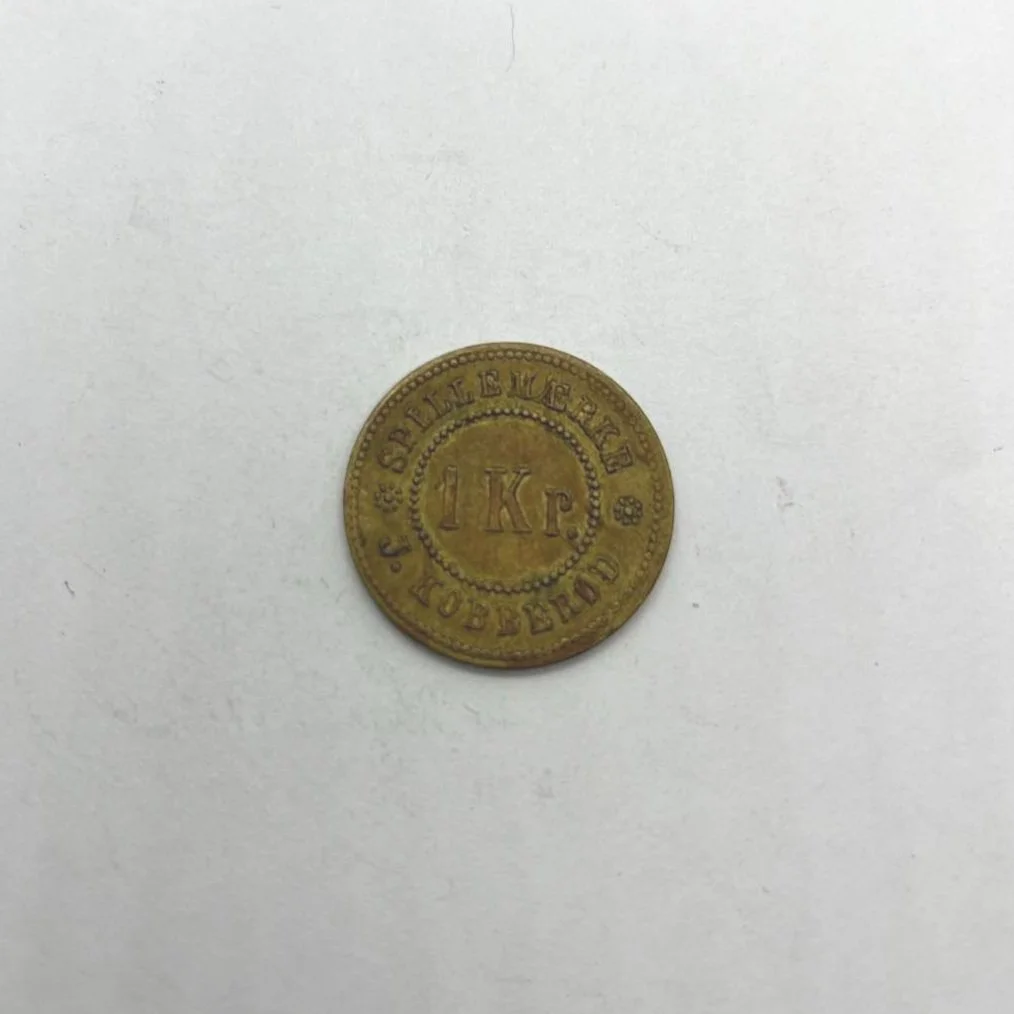 SPILLEMÆRKE
1 Kr.
J. KOBBERØD